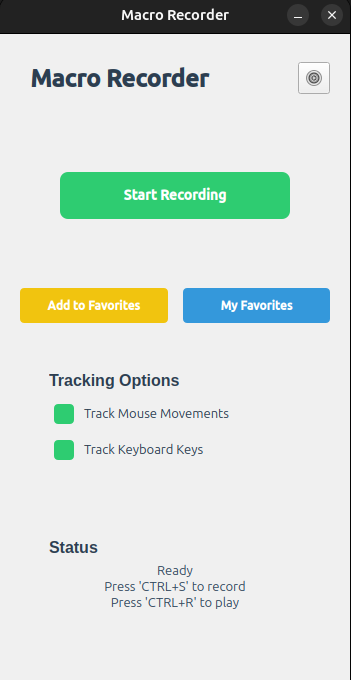 Macro Recorder
Macro Recorder
Start Recording
Add to Favorites
My Favorites
Tracking Options
Track Mouse Movements
Track Keyboard Keys
Status
Ready
Press 'CTRL+S' to record
Press 'CTRL+R' to play